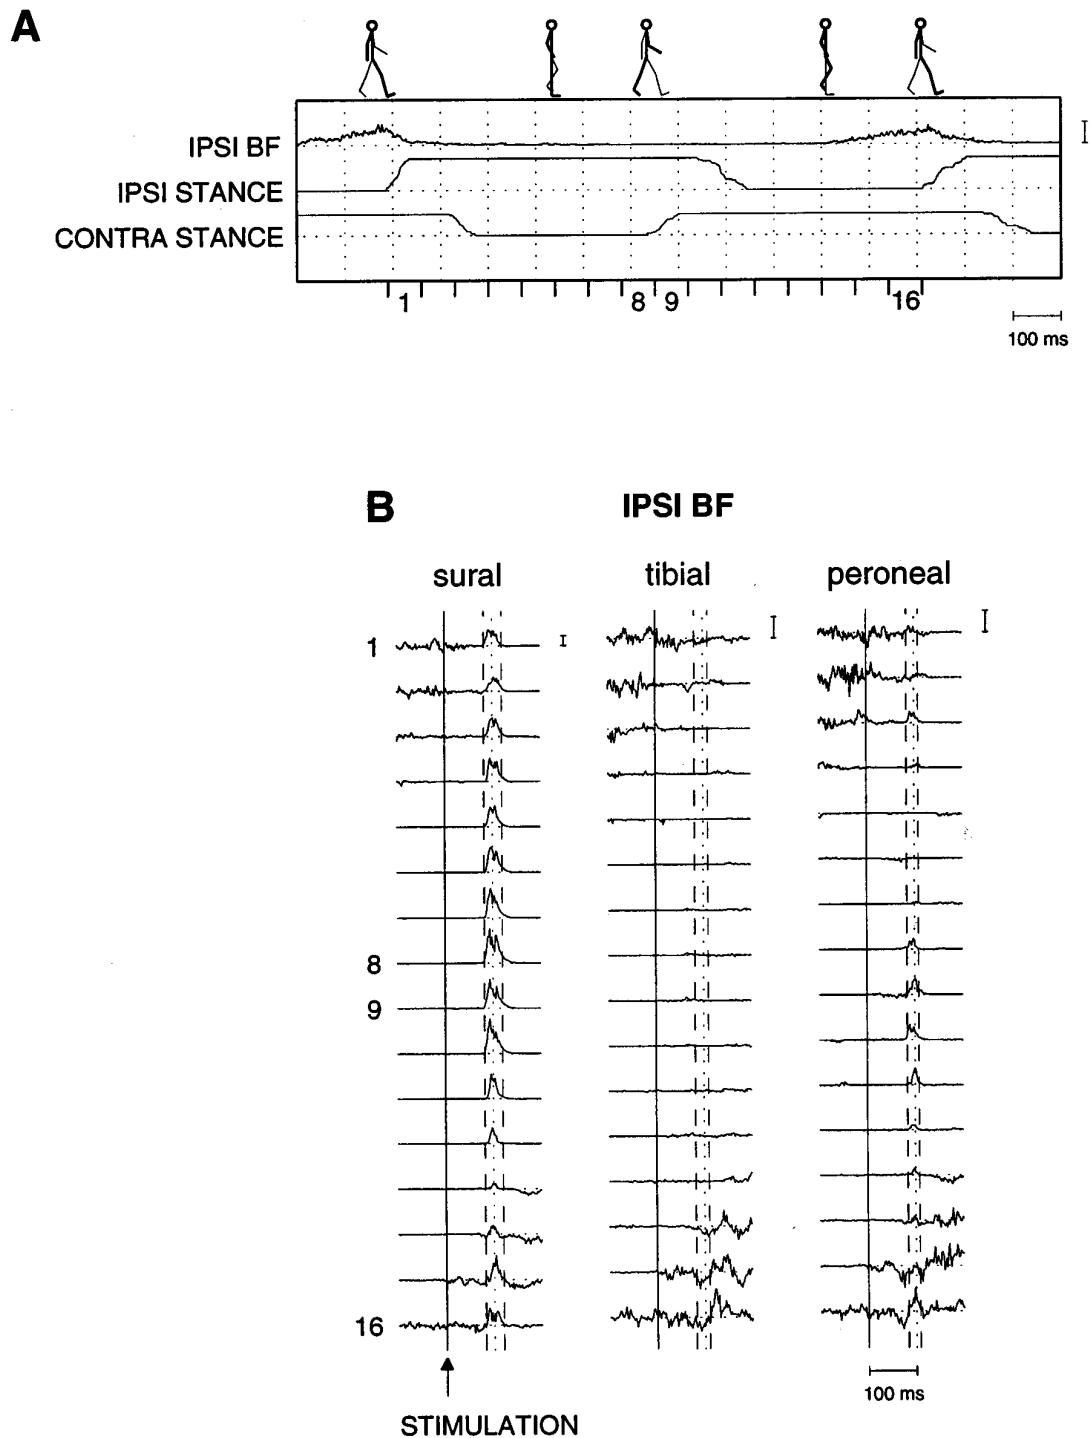 A
IPSI BF
IPSI STANCE
CONTRA STANCE
1 8 9 16
100 ms
B IPSI BF
sural tibial peroneal
1
8
9
16
100 ms
STIMULATION